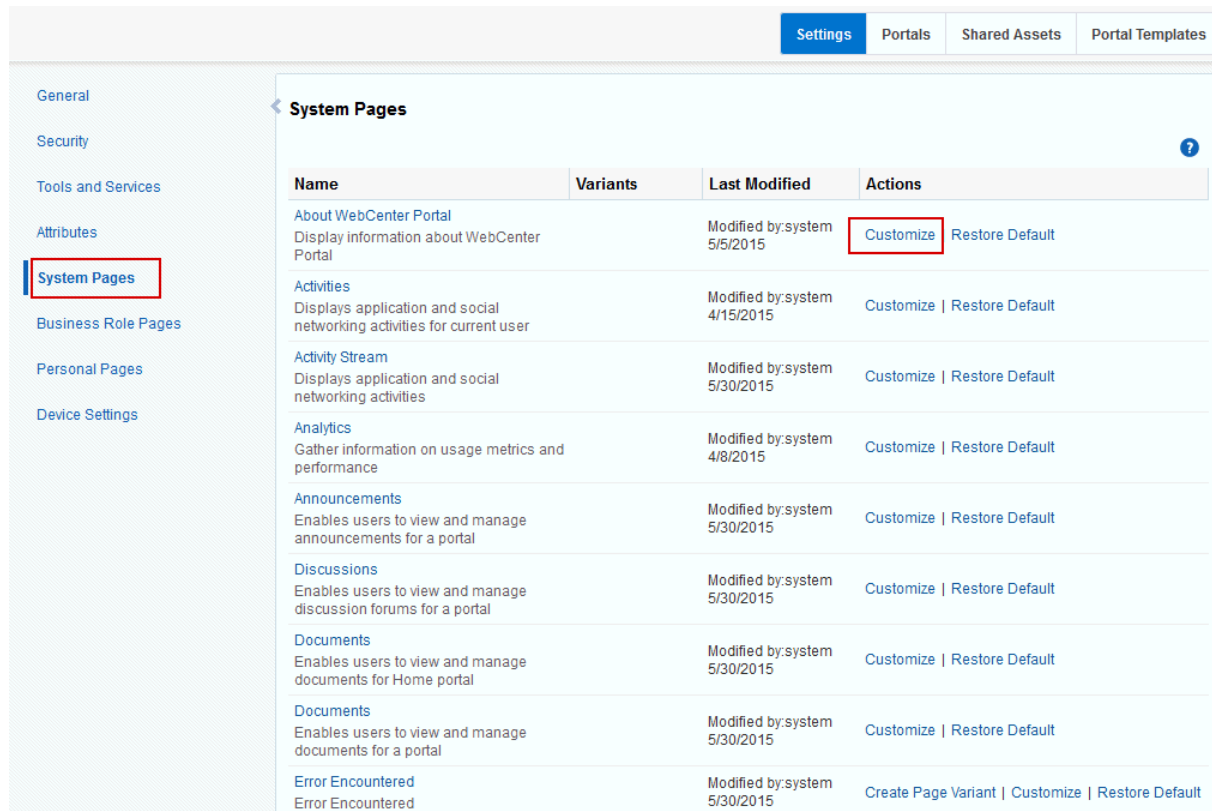 Settings Portals Shared Assets Portal Templates
General
Security
Tools and Services
Attributes
System Pages
Business Role Pages
Personal Pages
Device Settings
System Pages
?
Name Variants Last Modified Actions
About WebCenter Portal
Display information about WebCenter
Portal
Modified by:system
5/5/2015
Customize | Restore Default
Activities
Displays application and social
networking activities for current user
Modified by:system
4/15/2015
Customize | Restore Default
Activity Stream
Displays application and social
networking activities
Modified by:system
5/30/2015
Customize | Restore Default
Analytics
Gather information on usage metrics and
performance
Modified by:system
4/8/2015
Customize | Restore Default
Announcements
Enables users to view and manage
announcements for a portal
Modified by:system
5/30/2015
Customize | Restore Default
Discussions
Enables users to view and manage
discussion forums for a portal
Modified by:system
5/30/2015
Customize | Restore Default
Documents
Enables users to view and manage
documents for Home portal
Modified by:system
5/30/2015
Customize | Restore Default
Documents
Enables users to view and manage
documents for a portal
Modified by:system
5/30/2015
Customize | Restore Default
Error Encountered
Error Encountered
Modified by:system
5/30/2015
Create Page Variant | Customize | Restore Default